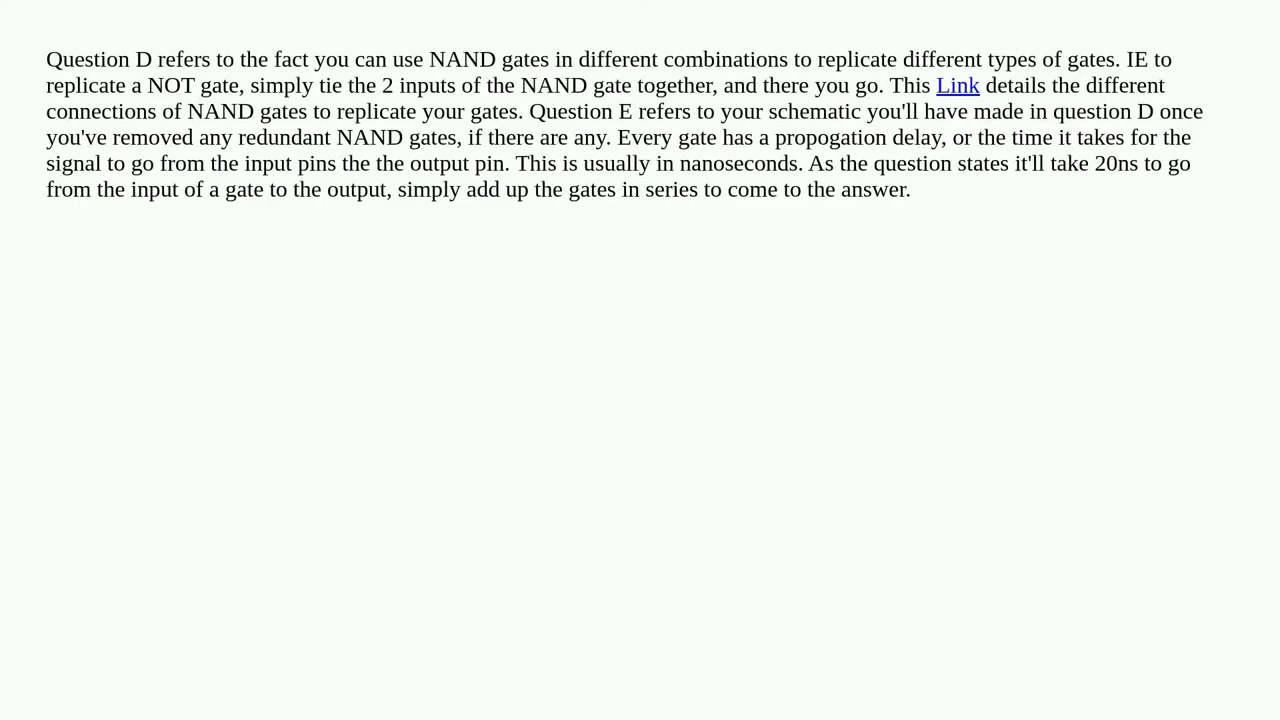 Question D refers to the fact you can use NAND gates in different combinations to replicate different types of gates. IE to
replicate a NOT gate, simply tie the 2 inputs of the NAND gate together, and there you go. This Link details the different
connections of NAND gates to replicate your gates. Question E refers to your schematic you'll have made in question D once
you've removed any redundant NAND gates, if there are any. Every gate has a propogation delay, or the time it takes for the
signal to go from the input pins the the output pin. This is usually in nanoseconds. As the question states it'll take 20ns to go
from the input of a gate to the output, simply add up the gates in series to come to the answer.